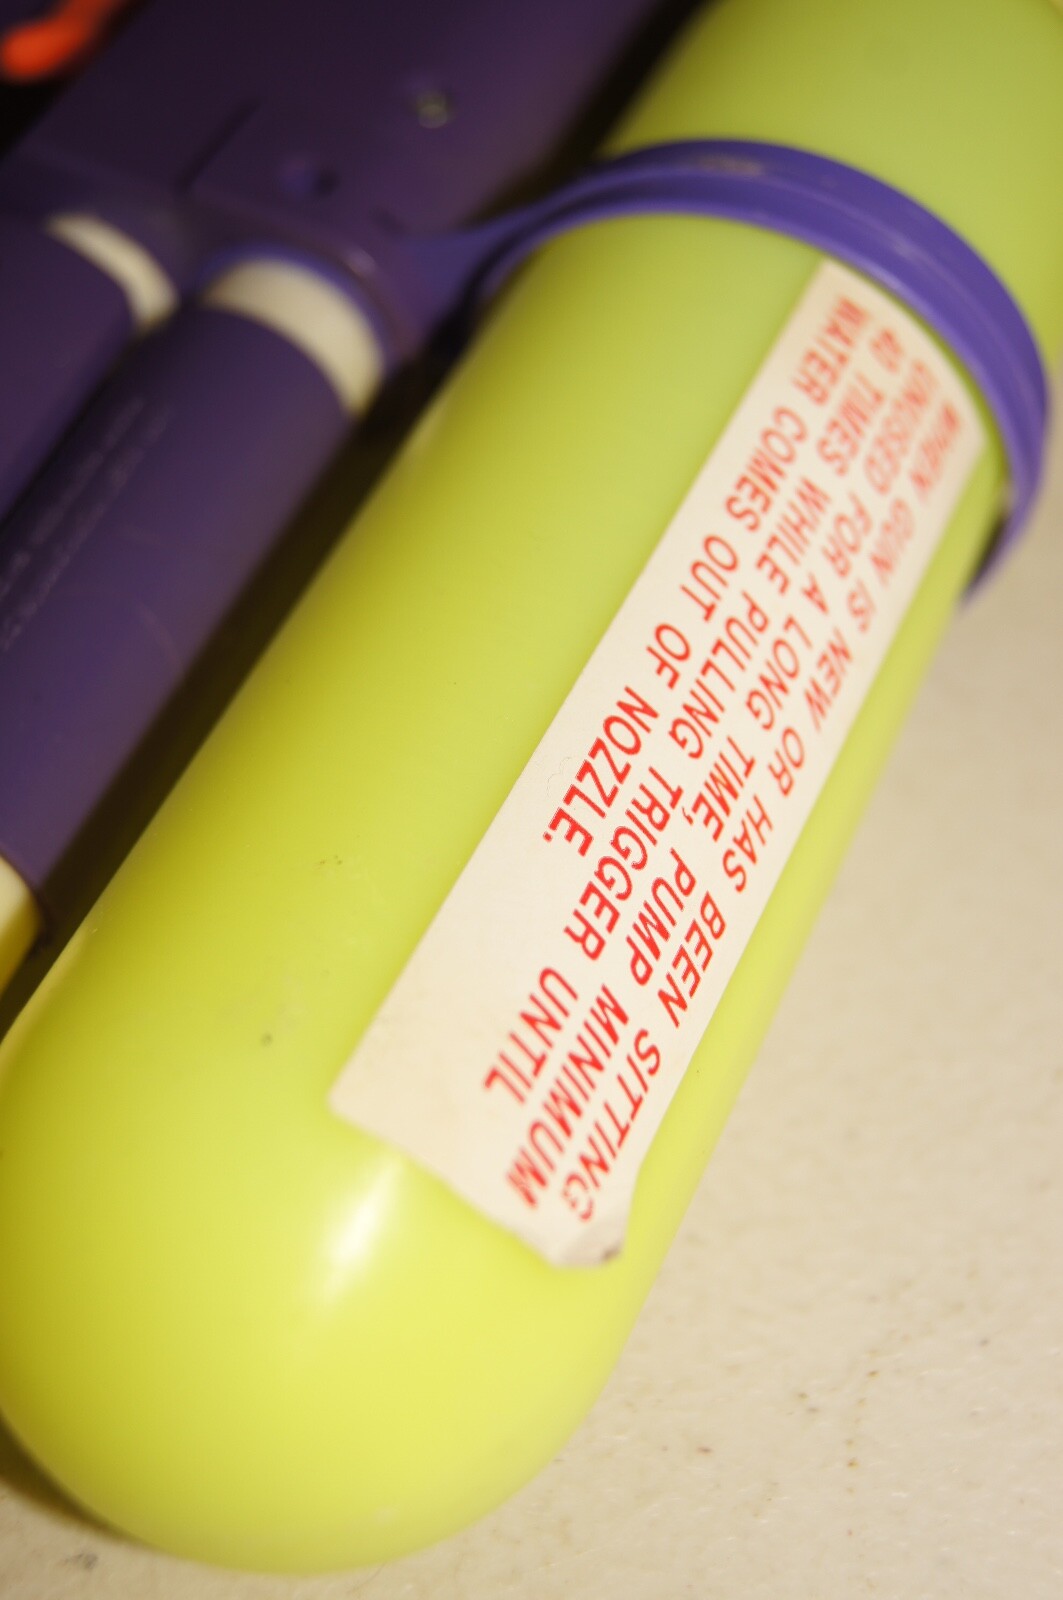 WHEN GUN IS NEW OR HAS BEEN SITTING
UNUSED FOR A LONG TIME, PUMP MINIMUM
40 TIMES WHILE PULLING TRIGGER UNTIL
WATER COMES OUT OF NOZZLE.